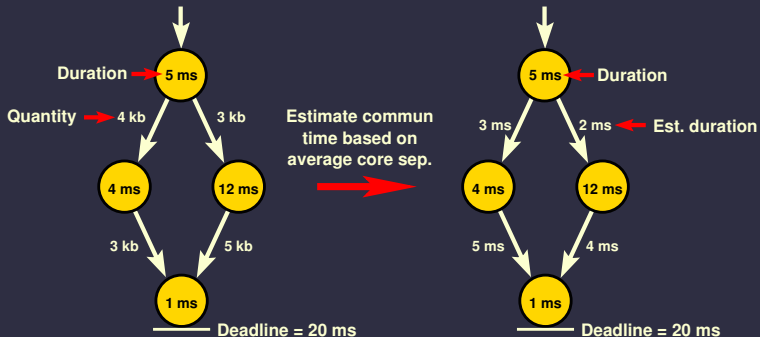 Duration
5 ms
Quantity
4 kb
3 kb
4 ms
12 ms
3 kb
5 kb
1 ms
Deadline = 20 ms
Estimate commun
time based on
average core sep.
5 ms
Duration
3 ms
2 ms
Est. duration
4 ms
12 ms
5 ms
4 ms
1 ms
Deadline = 20 ms